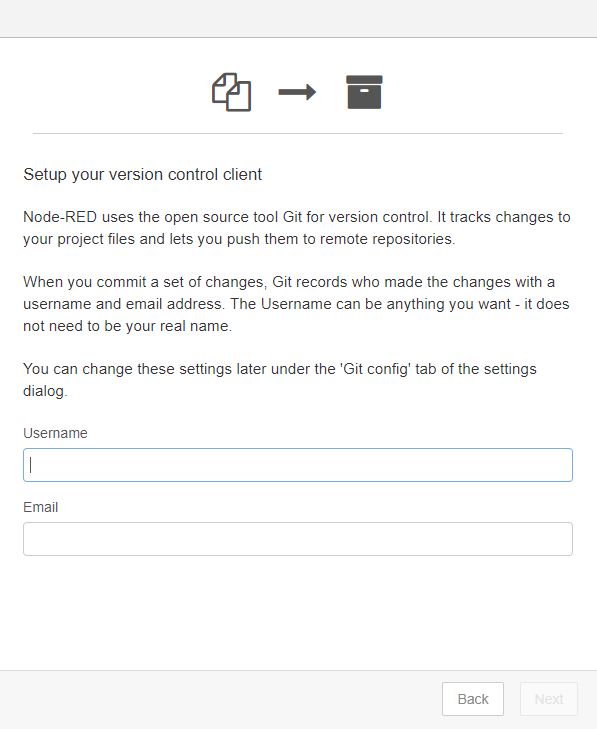 Setup your version control client
Node-RED uses the open source tool Git for version control. It tracks changes to
your project files and lets you push them to remote repositories.
When you commit a set of changes, Git records who made the changes with a
username and email address. The Username can be anything you want - it does
not need to be your real name.
You can change these settings later under the 'Git config' tab of the settings
dialog.
Username
Email
Back Next